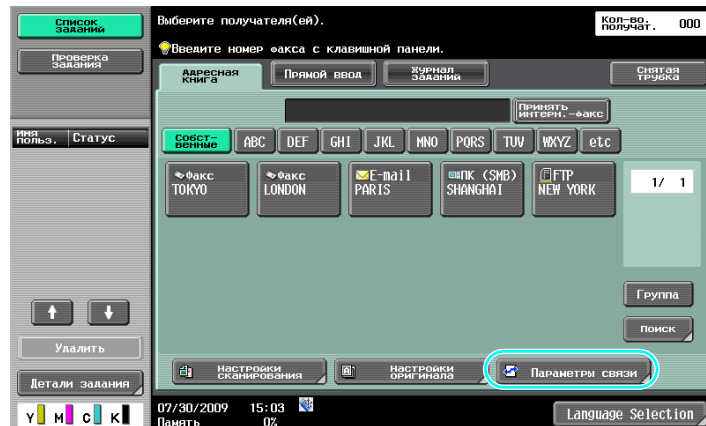 Список
заданий
Проверка
задания
Имя
польз.
Статус
Удалить
Детали задания
Y M C K
Выберите получателя(ей).
Кол-во.
получат.
000
Введите номер факса с клавишной панели.
Адресная
книга
Прямой ввод
Журнал
заданий
Снятая
трубка
Принять
интерн.-факс
Собст-
венные
ABC DEF GHI JKL MNO PQRS TUV WXYZ etc
Факс
TOKYO
Факс
LONDON
E-mail
PARIS
ПК (SMB)
SHANGHAI
FTP
NEW YORK
1/ 1
Группа
Поиск
Настройки
сканирования
Настройки
оригинала
Параметры связи
07/30/2009 15:03
Память 0%
Language Selection